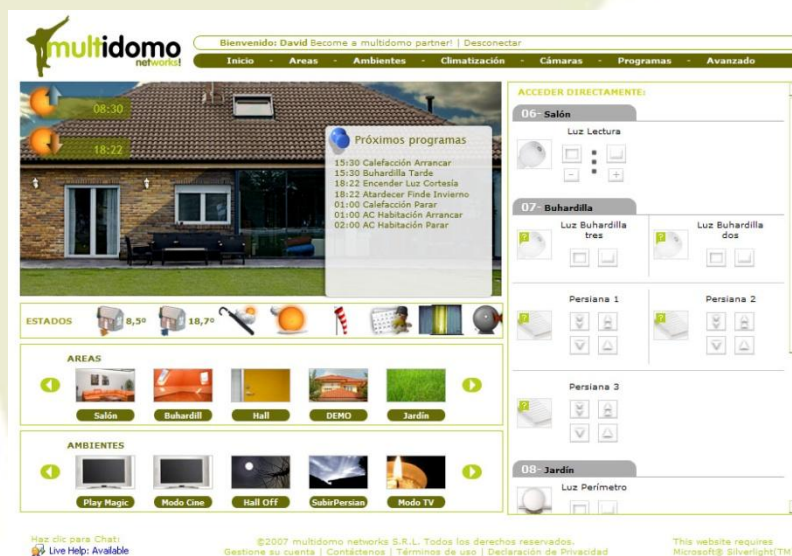 multidomo
networks!
Bienvenido: David Become a multidomo partner! | Desconectar
Inicio - Areas - Ambientes - Climatización - Cámaras - Programas - Avanzado
08:30
18:22
Próximos programas
15:30 Calefacción Arrancar
15:30 Buhardilla Tarde
18:22 Encender Luz Cortesía
18:22 Atardecer Finde Invierno
01:00 Calefacción Parar
01:00 AC Habitación Arrancar
02:00 AC Habitación Parar
ESTADOS 8,5º 18,7º
AREAS
Salón Buhardill Hall DEMO Jardín
AMBIENTES
Play Magic Modo Cine Hall Off SubirPersian Modo TV
ACCEDER DIRECTAMENTE:
06- Salón
Luz Lectura
07- Buhardilla
Luz Buhardilla tres
Luz Buhardilla dos
Persiana 1
Persiana 2
Persiana 3
08- Jardín
Luz Perímetro
Haz clic para Chat:
Live Help: Available
©2007 multidomo networks S.R.L. Todos los derechos reservados.
Gestione su cuenta | Contáctenos | Términos de uso | Declaración de Privacidad
This website requires
Microsoft® Silverlight(TM)